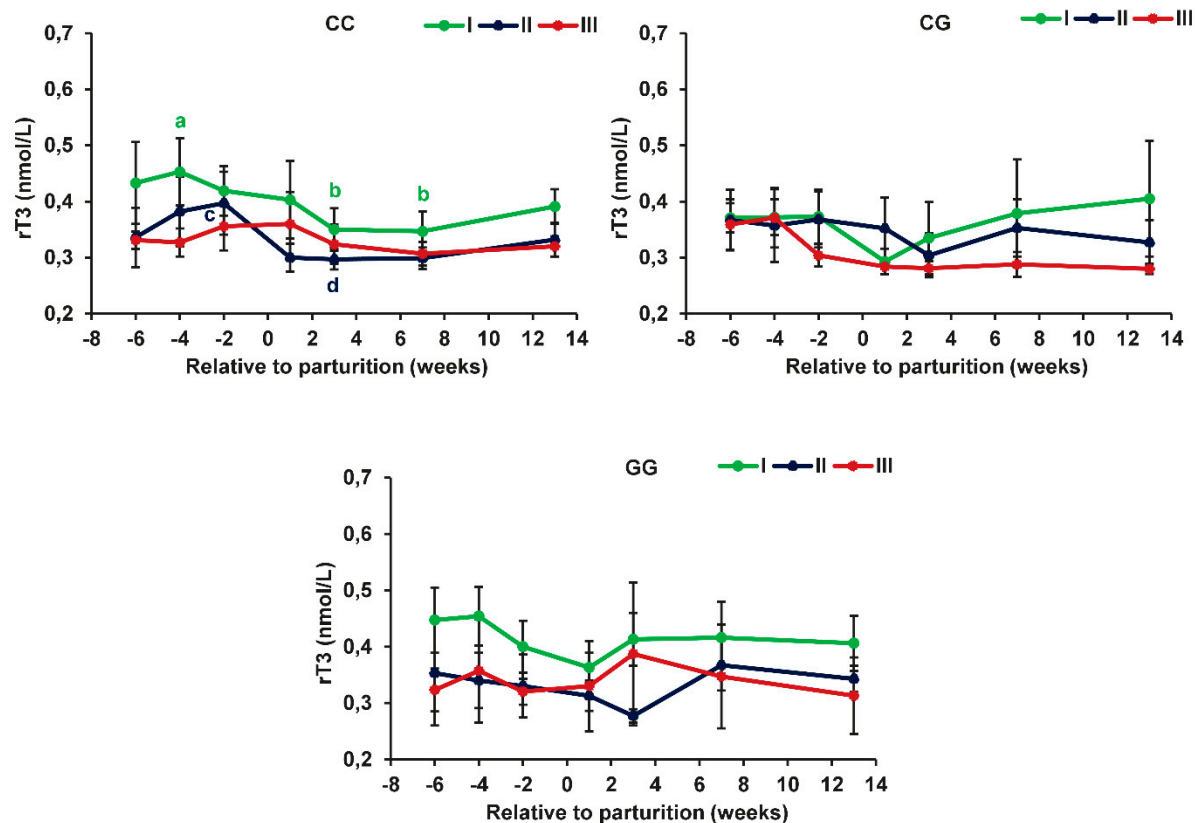 CC I II III
0,7
0,6
0,5
0,4
0,3
0,2
rT3 (nmol/L)
a
b
b
c
d
-8 -6 -4 -2 0 2 4 6 8 10 12 14
Relative to parturition (weeks)
CG I II III
0,7
0,6
0,5
0,4
0,3
0,2
rT3 (nmol/L)
-8 -6 -4 -2 0 2 4 6 8 10 12 14
Relative to parturition (weeks)
GG I II III
0,7
0,6
0,5
0,4
0,3
0,2
rT3 (nmol/L)
-8 -6 -4 -2 0 2 4 6 8 10 12 14
Relative to parturition (weeks)